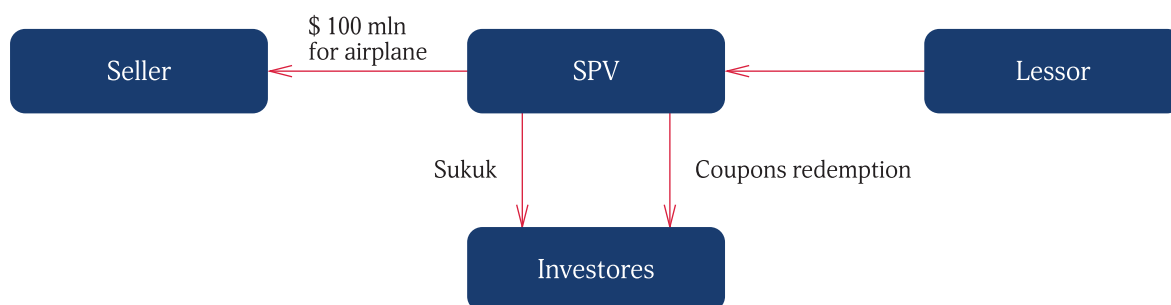 $ 100 mln
for airplane
Seller
SPV
Lessor
Sukuk
Coupons redemption
Investores